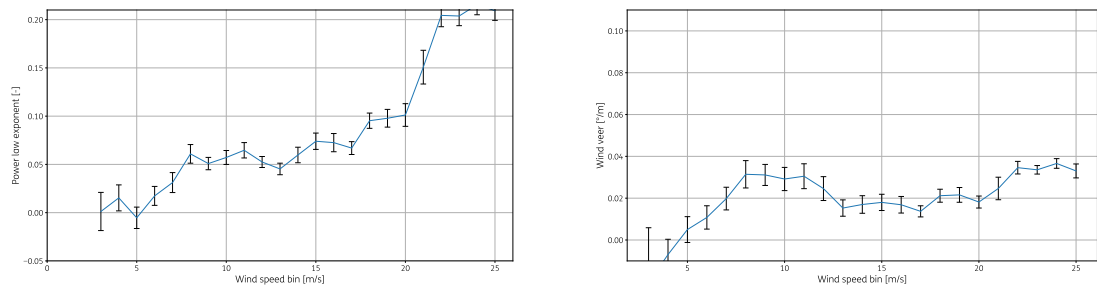 0.20
0.15
0.10
0.05
0.00
−0.05
Power law exponent [-]
0 5 10 15 20 25
Wind speed bin [m/s]
0.10
0.08
0.06
0.04
0.02
0.00
Wind veer [°/m]
5 10 15 20 25
Wind speed bin [m/s]